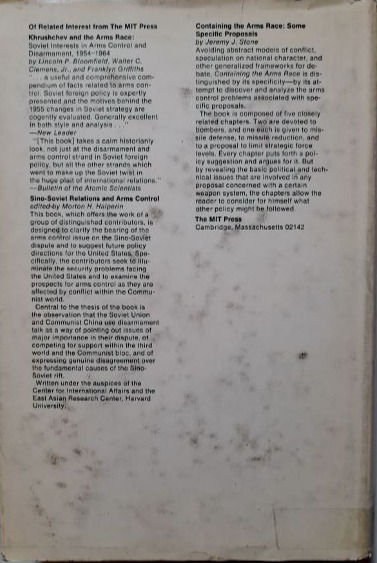 Of Related Interest from The MIT Press
Khrushchev and the Arms Race:
Soviet Interests in Arms Control and
Disarmament, 1954–1964
by Lincoln P. Bloomfield, Walter C.
Clemens, Jr., and Franklyn Griffiths
". . . a useful and comprehensive com-
pendium of facts related to arms con-
trol. Soviet foreign policy is expertly
presented and the motives behind the
1955 changes in Soviet strategy are
cogently evaluated. Generally excellent
in both style and analysis . . ."
—New Leader
"[This book] takes a calm historical
look, not just at the disarmament and
arms control strand in Soviet foreign
policy, but all the other strands which
went to make up the Soviet twist in
the huge plait of international relations."
—Bulletin of the Atomic Scientists
Sino-Soviet Relations and Arms Control
edited by Morton H. Halperin
This book, which offers the work of a
group of distinguished contributors, is
designed to clarify the bearing of the
arms control issue on the Sino-Soviet
dispute and to suggest future policy
directions for the United States. Spe-
cifically, the contributors seek to illu-
minate the security problems facing
the United States and to examine the
prospects for arms control as they are
affected by conflict within the Commu-
nist world.
Central to the thesis of the book is
the observation that the Soviet Union
and Communist China use disarmament
talk as a way of pointing out issues of
major importance in their dispute, of
competing for support within the third
world and the Communist bloc, and of
expressing genuine disagreement over
the fundamental causes of the Sino-
Soviet rift.
Written under the auspices of the
Center for International Affairs and the
East Asian Research Center, Harvard
University.
Containing the Arms Race: Some
Specific Proposals
by Jeremy J. Stone
Avoiding abstract models of conflict,
speculation on national character, and
other generalized frameworks for de-
bate, Containing the Arms Race is dis-
tinguished by its specificity—by its at-
tempt to discover and analyze the arms
control problems associated with spe-
cific proposals.
The book is composed of five closely
related chapters. Two are devoted to
bombers, and one each is given to mis-
sile defense, to missile reduction, and
to a proposal to limit strategic force
levels. Every chapter puts forth a pol-
icy suggestion and argues for it. But
by revealing the basic political and tech-
nical issues that are involved in any
proposal concerned with a certain
weapon system, the chapters allow the
reader to consider for himself what
other policy might be followed.
The MIT Press
Cambridge, Massachusetts 02142